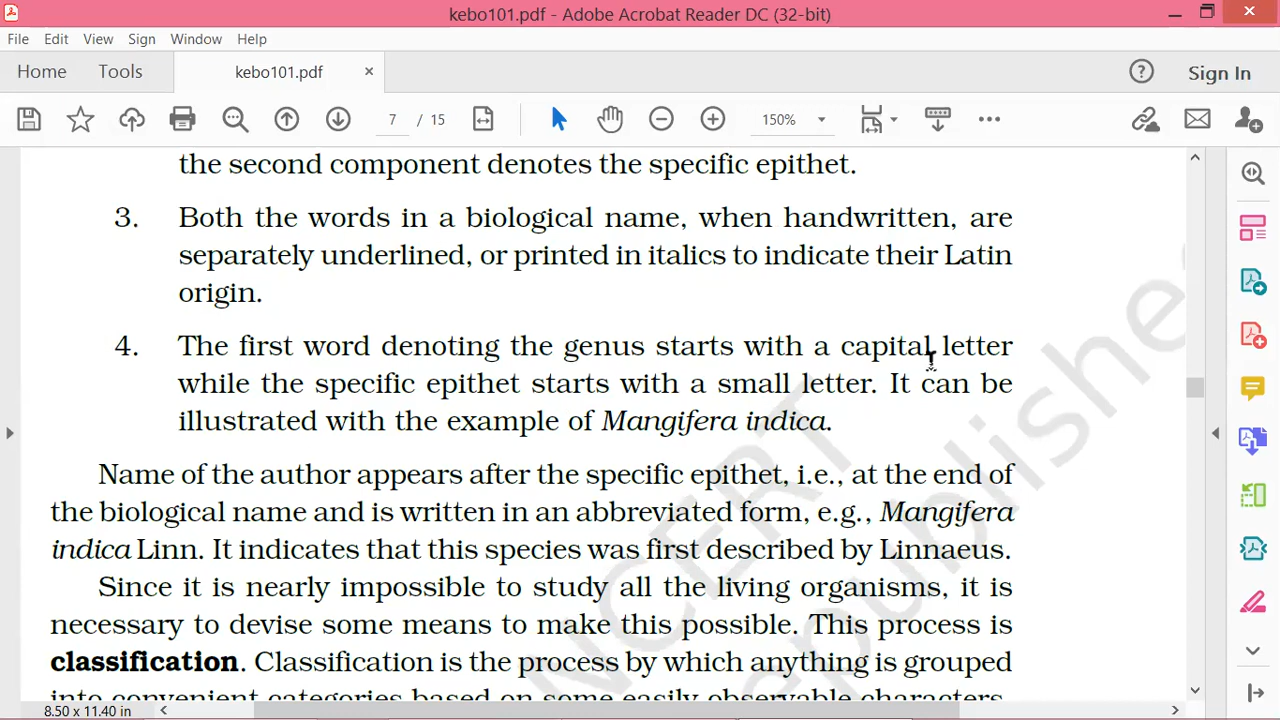 kebo101.pdf - Adobe Acrobat Reader DC (32-bit)
File Edit View Sign Window Help
Home Tools kebo101.pdf × ? Sign In
7 / 15 150%
the second component denotes the specific epithet.
3. Both the words in a biological name, when handwritten, are
separately underlined, or printed in italics to indicate their Latin
origin.
4. The first word denoting the genus starts with a capital letter
while the specific epithet starts with a small letter. It can be
illustrated with the example of Mangifera indica.
Name of the author appears after the specific epithet, i.e., at the end of
the biological name and is written in an abbreviated form, e.g., Mangifera
indica Linn. It indicates that this species was first described by Linnaeus.
Since it is nearly impossible to study all the living organisms, it is
necessary to devise some means to make this possible. This process is
classification. Classification is the process by which anything is grouped
into convenient categories based on some easily observable characters.
NCERT
epublishe
8.50 x 11.40 in